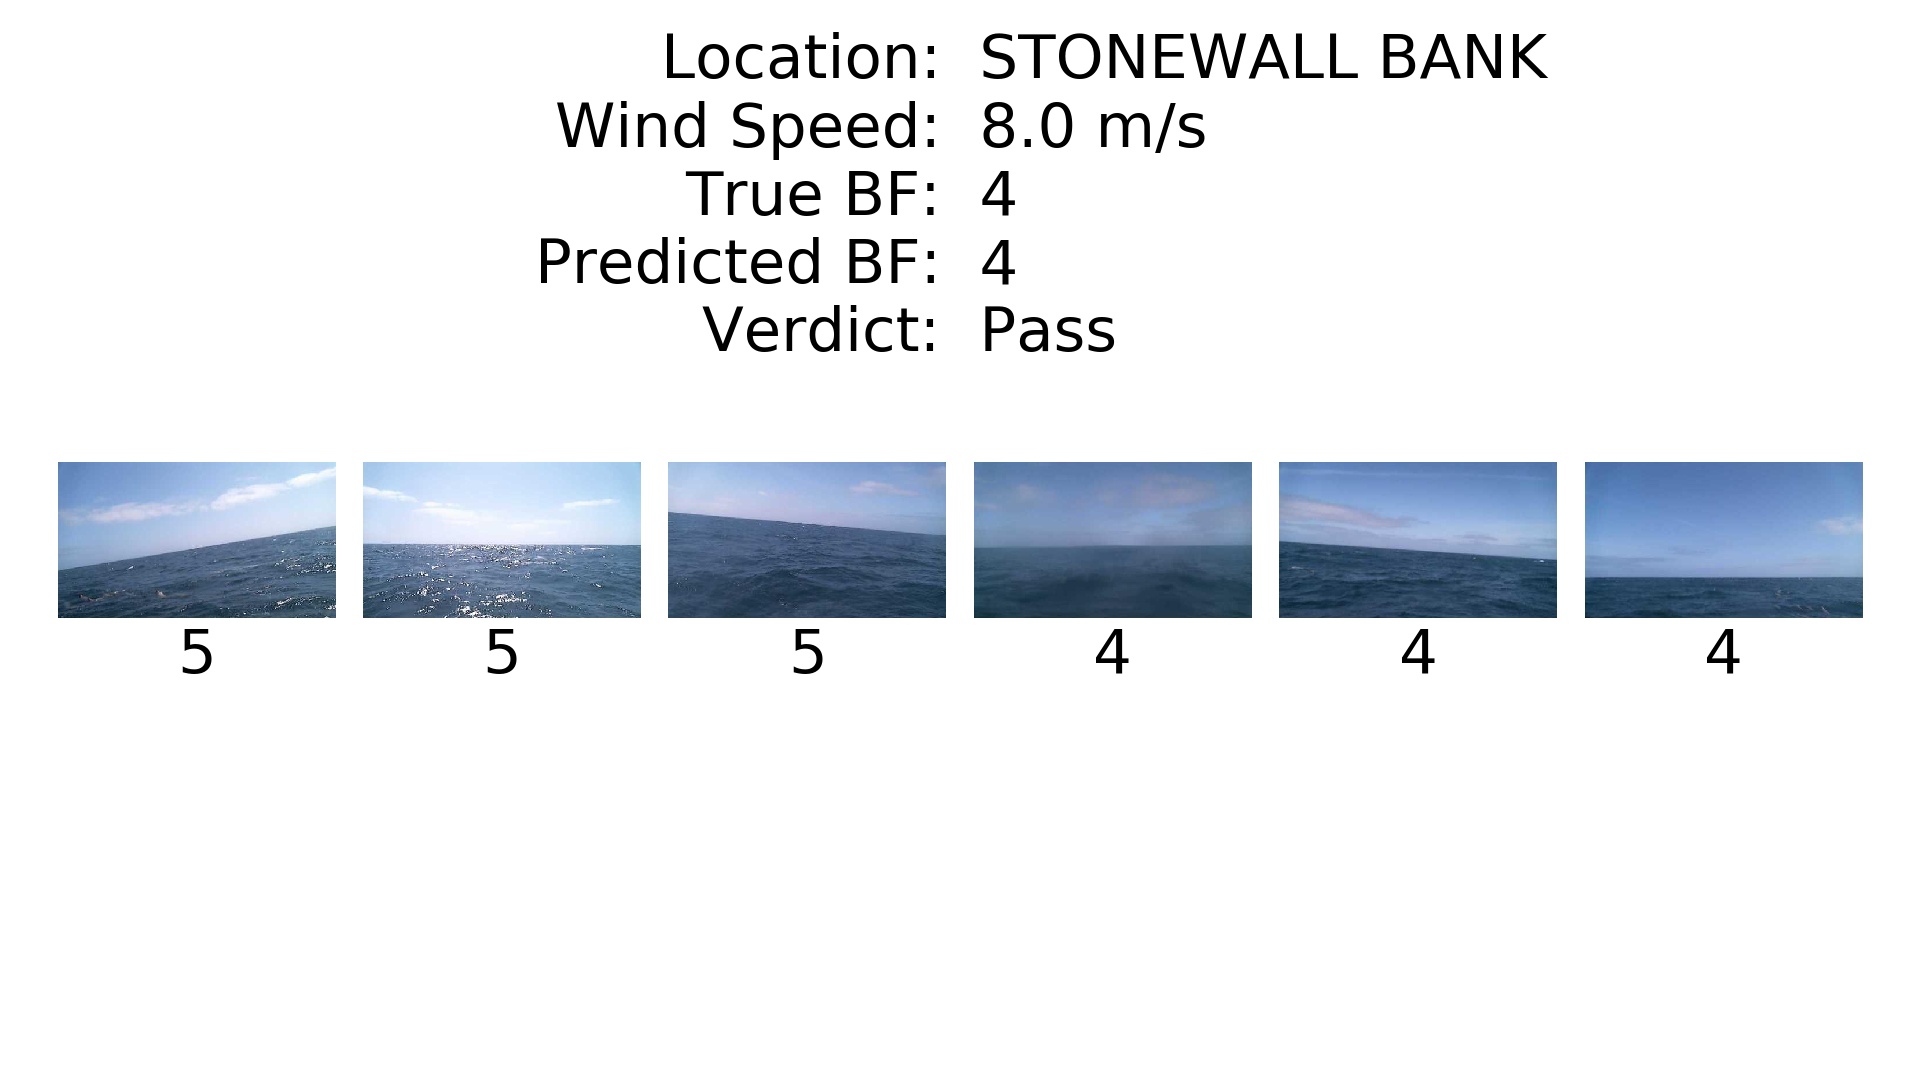 Location: STONEWALL BANK
Wind Speed: 8.0 m/s
True BF: 4
Predicted BF: 4
Verdict: Pass
5 5 5 4 4 4